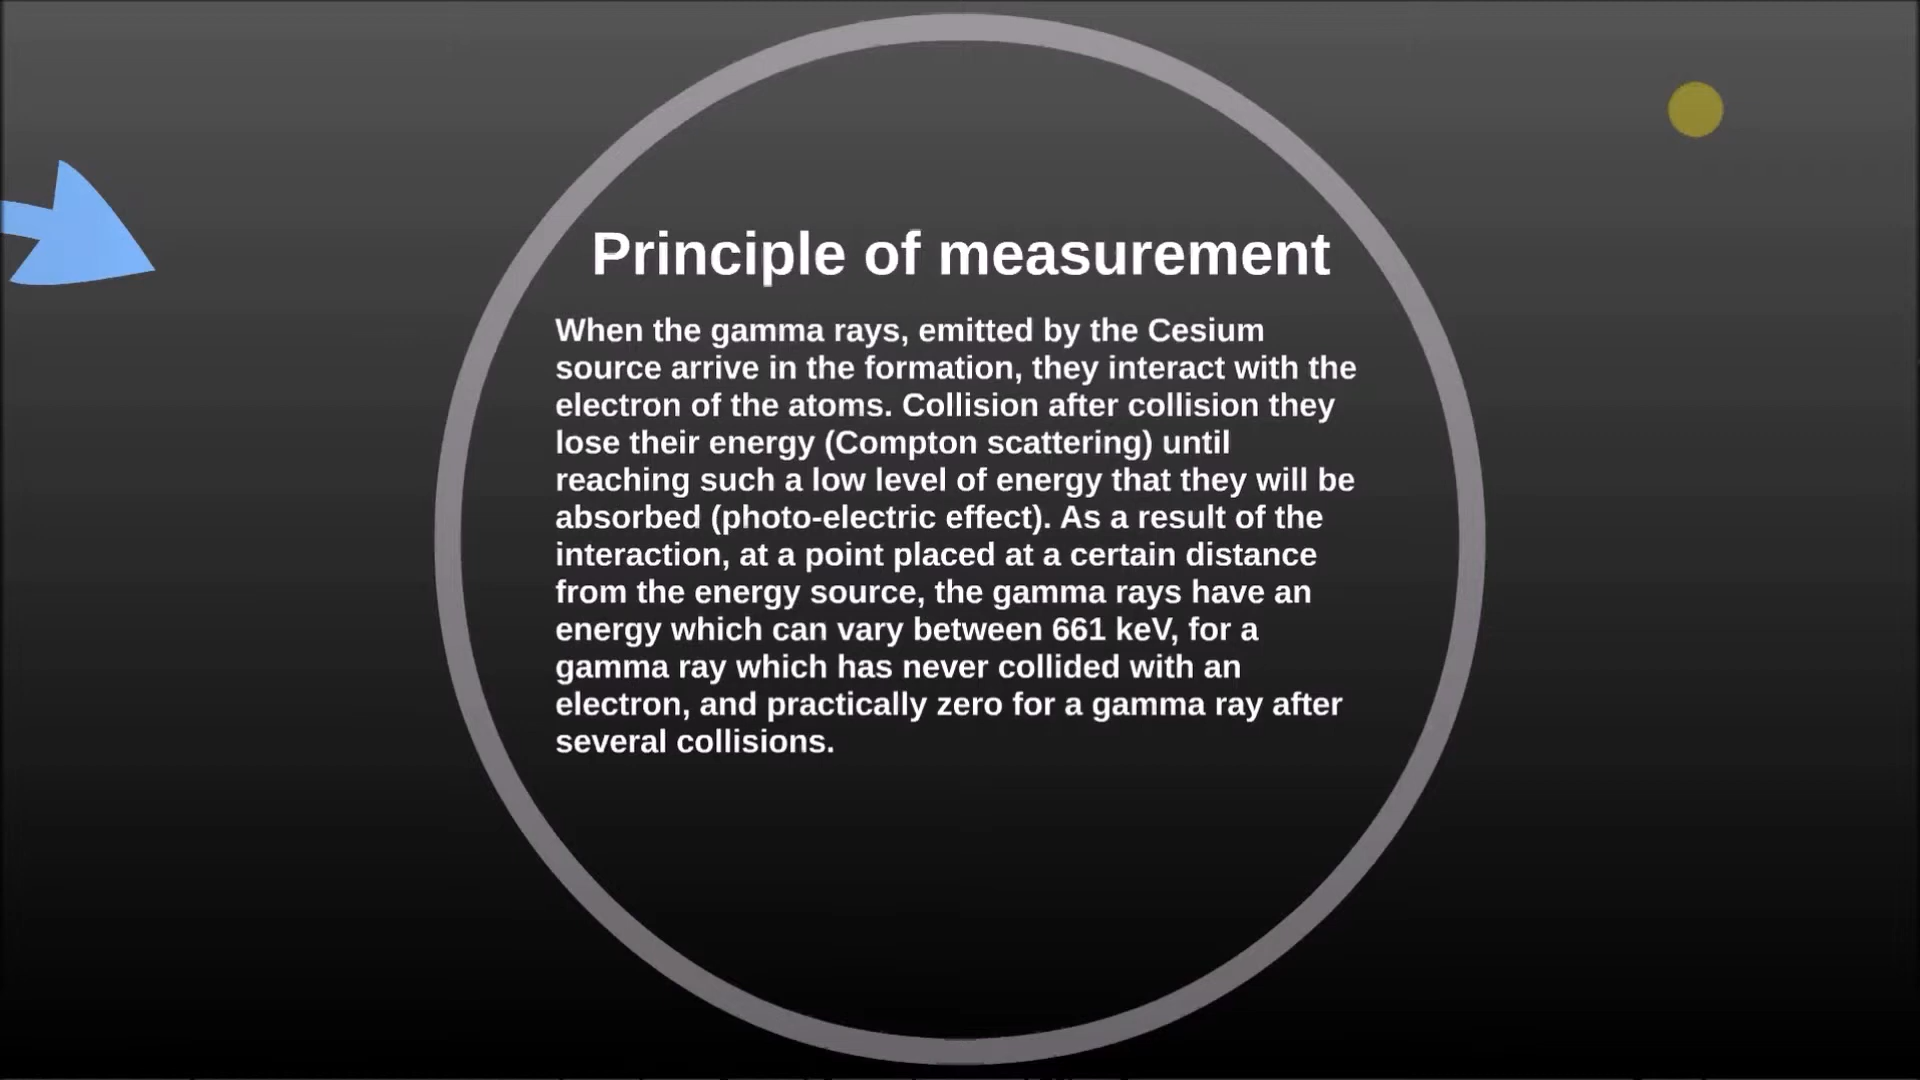 Principle of measurement
When the gamma rays, emitted by the Cesium
source arrive in the formation, they interact with the
electron of the atoms. Collision after collision they
lose their energy (Compton scattering) until
reaching such a low level of energy that they will be
absorbed (photo-electric effect). As a result of the
interaction, at a point placed at a certain distance
from the energy source, the gamma rays have an
energy which can vary between 661 keV, for a
gamma ray which has never collided with an
electron, and practically zero for a gamma ray after
several collisions.